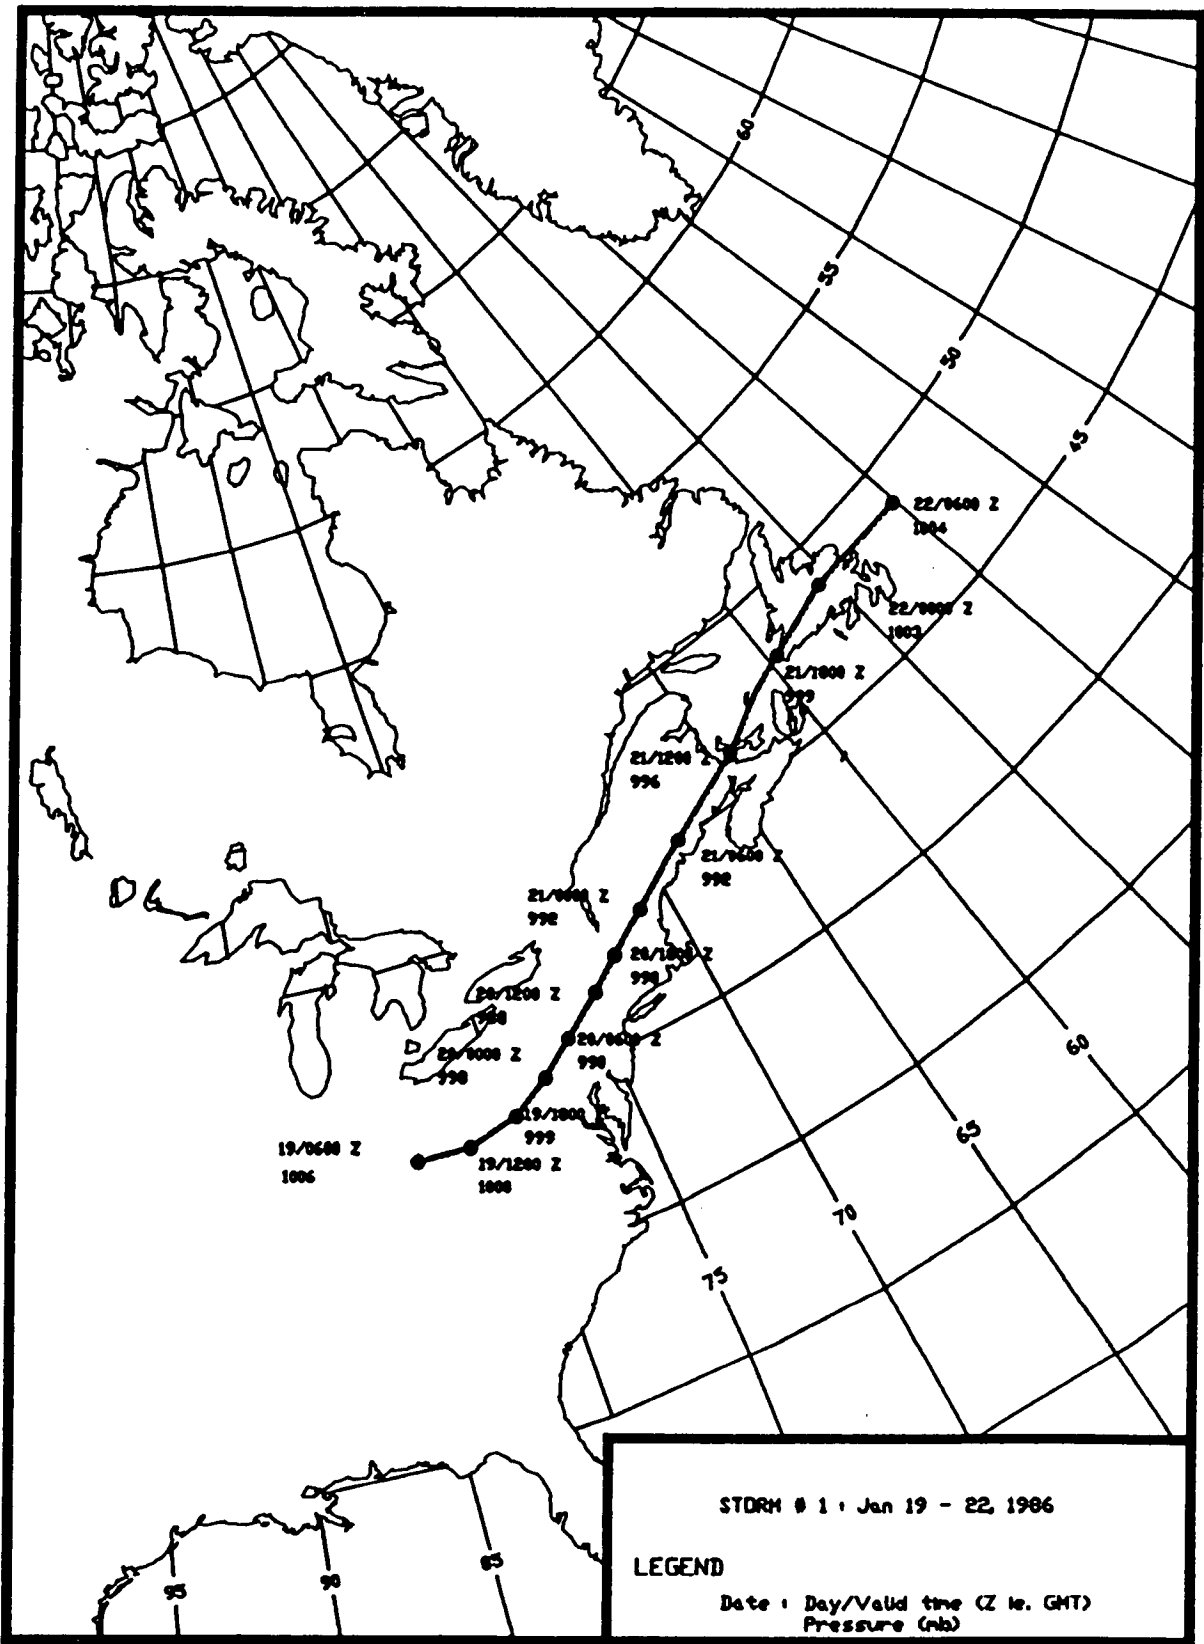 60
55
50
45
22/0600 Z
1004
22/0000 Z
21/1800 Z
999
21/1200 Z
996
21/0600 Z
992
21/0000 Z
992
20/1800 Z
990
20/1200 Z
20/0600 Z
990
20/0000 Z
990
19/1800
999
19/0600 Z
1006
19/1200 Z
60
65
70
75
85
90
95
STORM # 1 : Jan 19 - 22, 1986
LEGEND
Date : Day/Valid time (Z ie. GMT)
Pressure (mb)